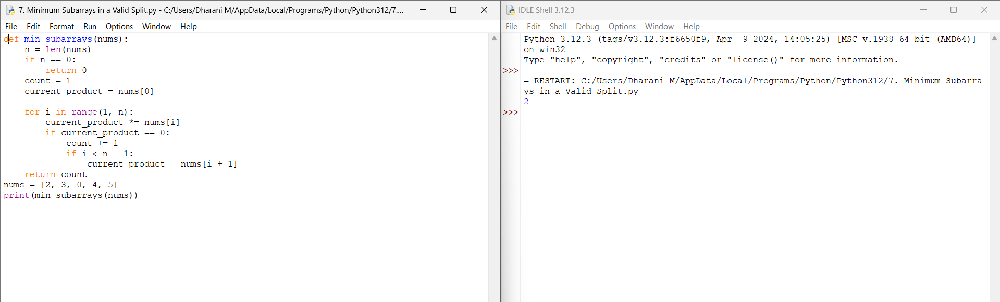 7. Minimum Subarrays in a Valid Split.py - C:/Users/Dharani M/AppData/Local/Programs/Python/Python312/7....
File Edit Format Run Options Window Help
def min_subarrays(nums):
    n = len(nums)
    if n == 0:
        return 0
    count = 1
    current_product = nums[0]
    for i in range(1, n):
        current_product *= nums[i]
        if current_product == 0:
            count += 1
            if i < n - 1:
                current_product = nums[i + 1]
    return count
nums = [2, 3, 0, 4, 5]
print(min_subarrays(nums))
IDLE Shell 3.12.3
File Edit Shell Debug Options Window Help
Python 3.12.3 (tags/v3.12.3:f6650f9, Apr  9 2024, 14:05:25) [MSC v.1938 64 bit (AMD64)]
on win32
Type "help", "copyright", "credits" or "license()" for more information.
>>>
= RESTART: C:/Users/Dharani M/AppData/Local/Programs/Python/Python312/7. Minimum Subarra
ys in a Valid Split.py
2
>>>